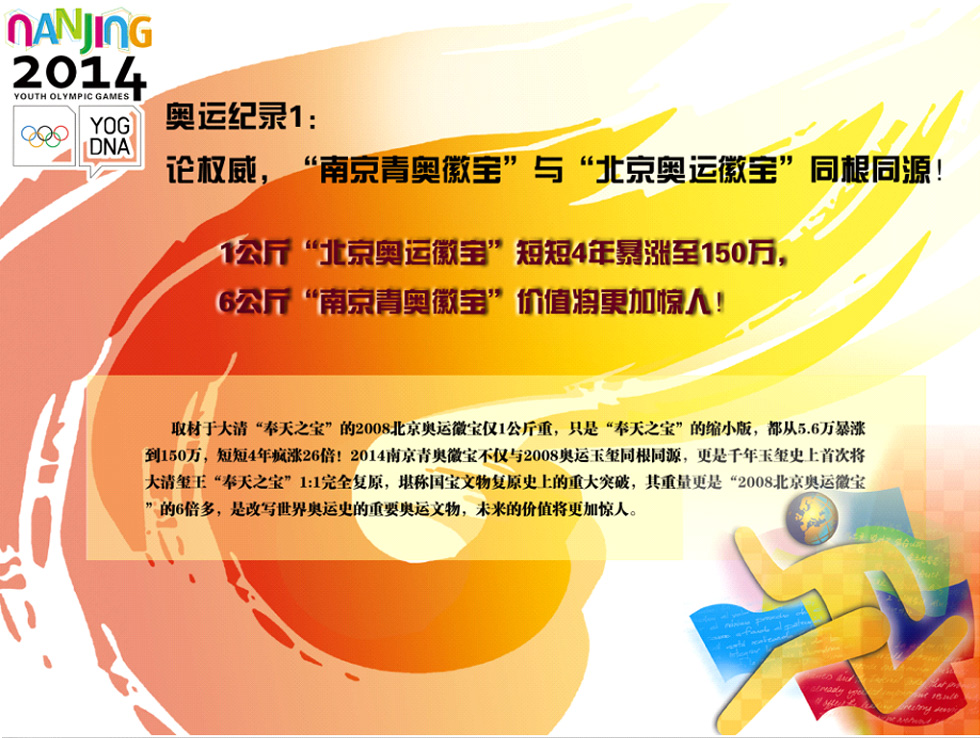 NANJING
2014
YOUTH OLYMPIC GAMES
YOG
DNA
奥运纪录1：
论权威，“南京青奥徽宝”与“北京奥运徽宝”同根同源！
1公斤“北京奥运徽宝”短短4年暴涨至150万，
6公斤“南京青奥徽宝”价值将更加惊人！
取材于大清“奉天之宝”的2008北京奥运徽宝仅1公斤重，只是“奉天之宝”的缩小版，都从5.6万暴涨
到150万，短短4年疯涨26倍！2014南京青奥徽宝不仅与2008奥运玉玺同根同源，更是千年玉玺史上首次将
大清玺王“奉天之宝”1:1完全复原，堪称国宝文物复原史上的重大突破，其重量更是“2008北京奥运徽宝
”的6倍多，是改写世界奥运史的重要奥运文物，未来的价值将更加惊人。